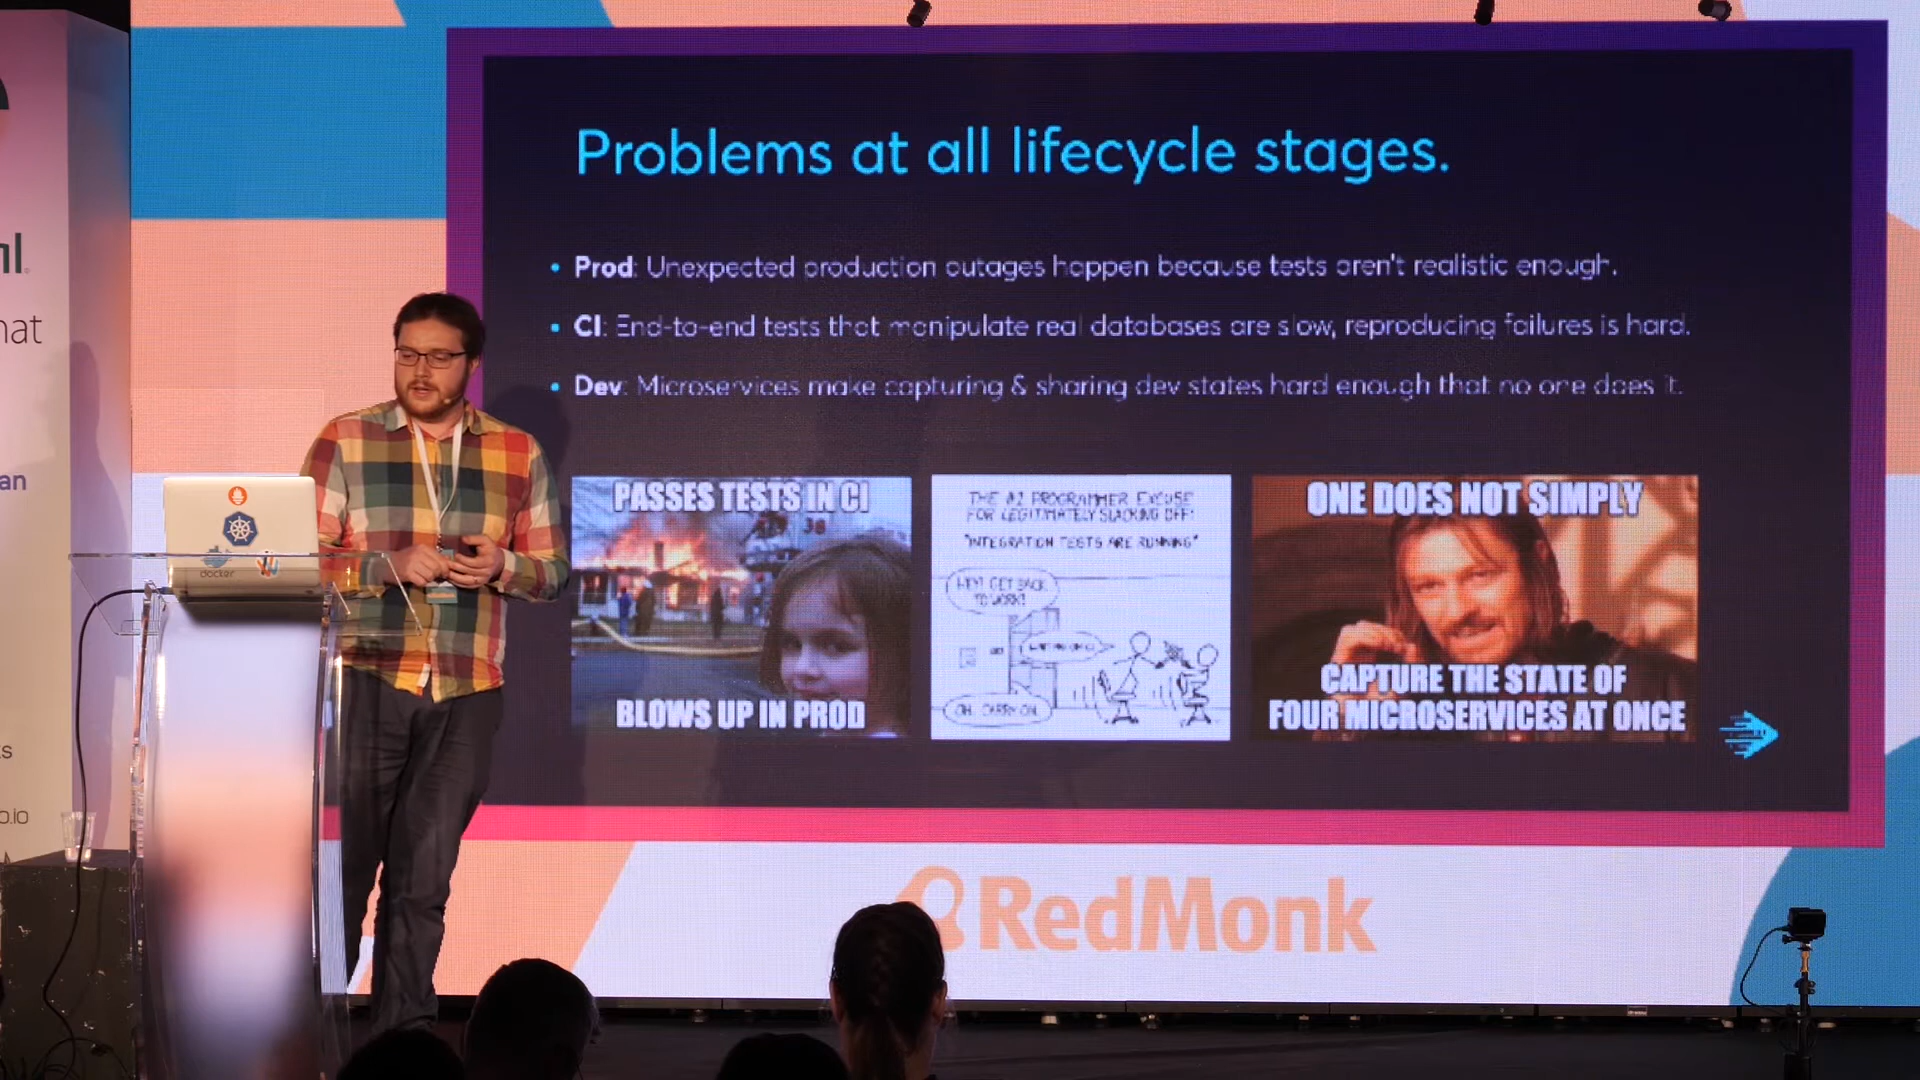 Problems at all lifecycle stages.
• Prod: Unexpected production outages happen because tests aren't realistic enough.
• CI: End-to-end tests that manipulate real databases are slow, reproducing failures is hard.
• Dev: Microservices make capturing & sharing dev states hard enough that no one does it.
PASSES TESTS IN CI
BLOWS UP IN PROD
THE #1 PROGRAMMER EXCUSE
FOR LEGITIMATELY SLACKING OFF:
"INTEGRATION TESTS ARE RUNNING"
HEY! GET BACK
TO WORK!
OH. CARRY ON.
ONE DOES NOT SIMPLY
CAPTURE THE STATE OF
FOUR MICROSERVICES AT ONCE
RedMonk
docker
hat
an
o.io